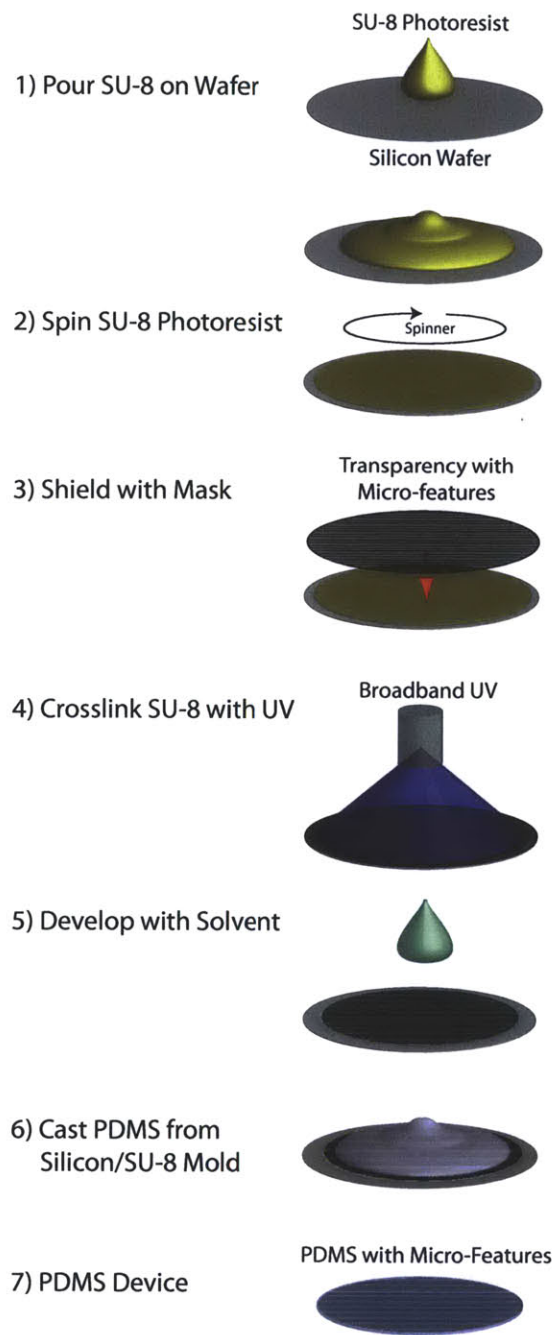 SU-8 Photoresist
1) Pour SU-8 on Wafer
Silicon Wafer
2) Spin SU-8 Photoresist
Spinner
Transparency with
3) Shield with Mask
Micro-features
Broadband UV
4) Crosslink SU-8 with UV
5) Develop with Solvent
6) Cast PDMS from
Silicon/SU-8 Mold
PDMS with Micro-Features
7) PDMS Device